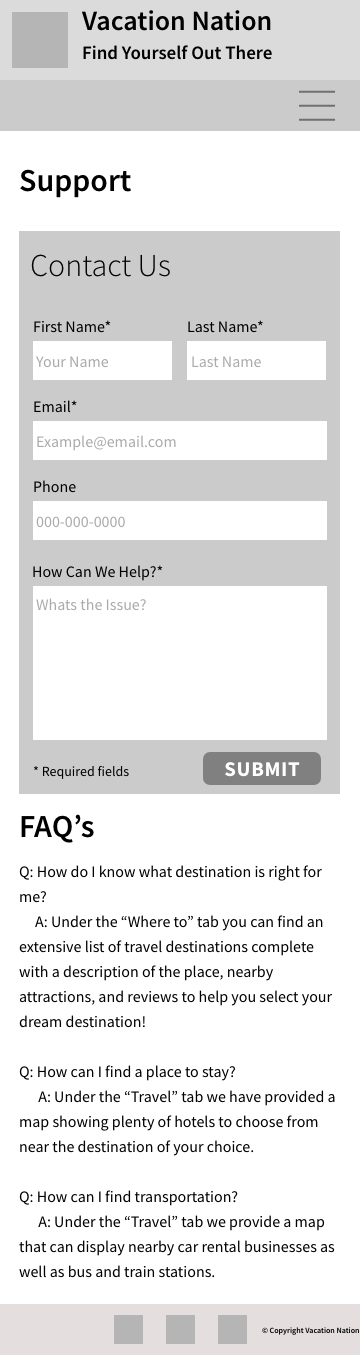 Vacation Nation
Find Yourself Out There
Support
Contact Us
First Name* Last Name*
Your Name Last Name
Email*
Example@email.com
Phone
000-000-0000
How Can We Help?*
Whats the Issue?
* Required fields SUBMIT
FAQ’s
Q: How do I know what destination is right for
me?
A: Under the “Where to” tab you can find an
extensive list of travel destinations complete
with a description of the place, nearby
attractions, and reviews to help you select your
dream destination!
Q: How can I find a place to stay?
A: Under the “Travel” tab we have provided a
map showing plenty of hotels to choose from
near the destination of your choice.
Q: How can I find transportation?
A: Under the “Travel” tab we provide a map
that can display nearby car rental businesses as
well as bus and train stations.
© Copyright Vacation Nation